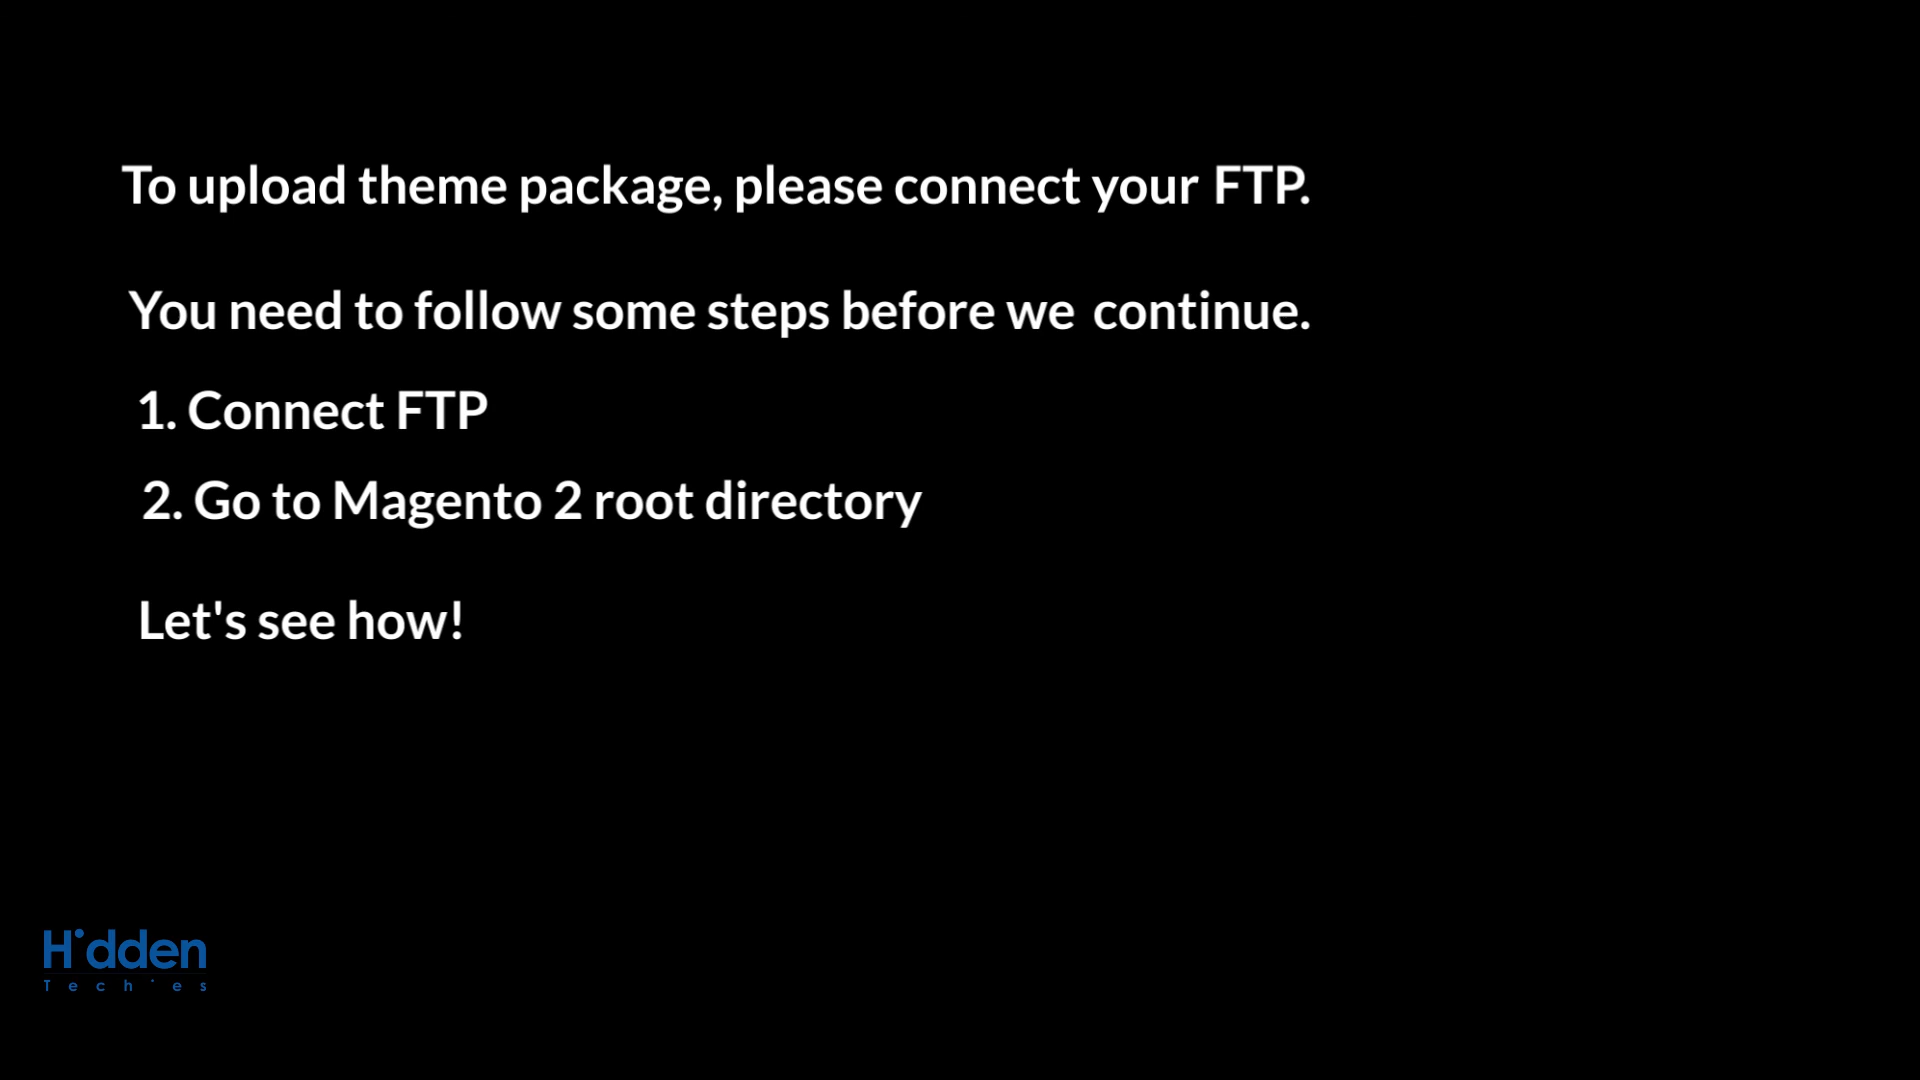 To upload theme package, please connect your FTP.
You need to follow some steps before we continue.
1. Connect FTP
2. Go to Magento 2 root directory
Let's see how!
Hidden
Techies